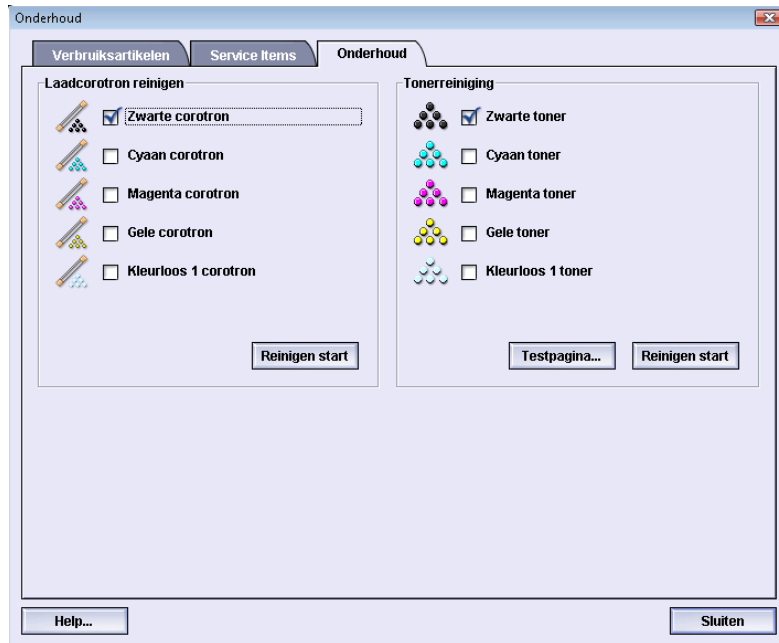 Onderhoud
Verbruiksartikelen
Service Items
Onderhoud
Laadcorotron reinigen
Zwarte corotron
Cyaan corotron
Magenta corotron
Gele corotron
Kleurloos 1 corotron
Reinigen start
Tonerreiniging
Zwarte toner
Cyaan toner
Magenta toner
Gele toner
Kleurloos 1 toner
Testpagina...
Reinigen start
Help...
Sluiten